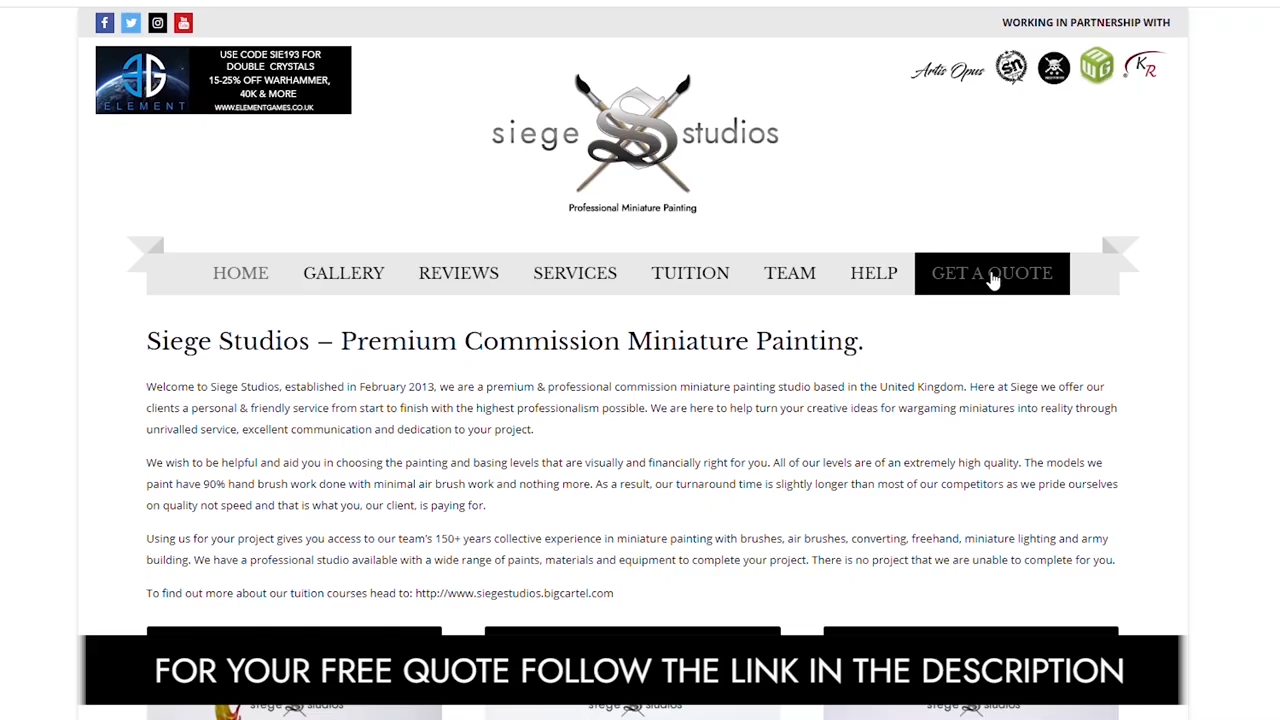 WORKING IN PARTNERSHIP WITH
USE CODE SIE193 FOR
DOUBLE CRYSTALS
15-25% OFF WARHAMMER,
40K & MORE
WWW.ELEMENTGAMES.CO.UK
ELEMENT
Artis Opus
KR
siege S studios
Professional Miniature Painting
HOME GALLERY REVIEWS SERVICES TUITION TEAM HELP GET A QUOTE
Siege Studios – Premium Commission Miniature Painting.
Welcome to Siege Studios, established in February 2013, we are a premium & professional commission miniature painting studio based in the United Kingdom. Here at Siege we offer our
clients a personal & friendly service from start to finish with the highest professionalism possible. We are here to help turn your creative ideas for wargaming miniatures into reality through
unrivalled service, excellent communication and dedication to your project.
We wish to be helpful and aid you in choosing the painting and basing levels that are visually and financially right for you. All of our levels are of an extremely high quality. The models we
paint have 90% hand brush work done with minimal air brush work and nothing more. As a result, our turnaround time is slightly longer than most of our competitors as we pride ourselves
on quality not speed and that is what you, our client, is paying for.
Using us for your project gives you access to our team's 150+ years collective experience in miniature painting with brushes, air brushes, converting, freehand, miniature lighting and army
building. We have a professional studio available with a wide range of paints, materials and equipment to complete your project. There is no project that we are unable to complete for you.
To find out more about our tuition courses head to: http://www.siegestudios.bigcartel.com
FOR YOUR FREE QUOTE FOLLOW THE LINK IN THE DESCRIPTION